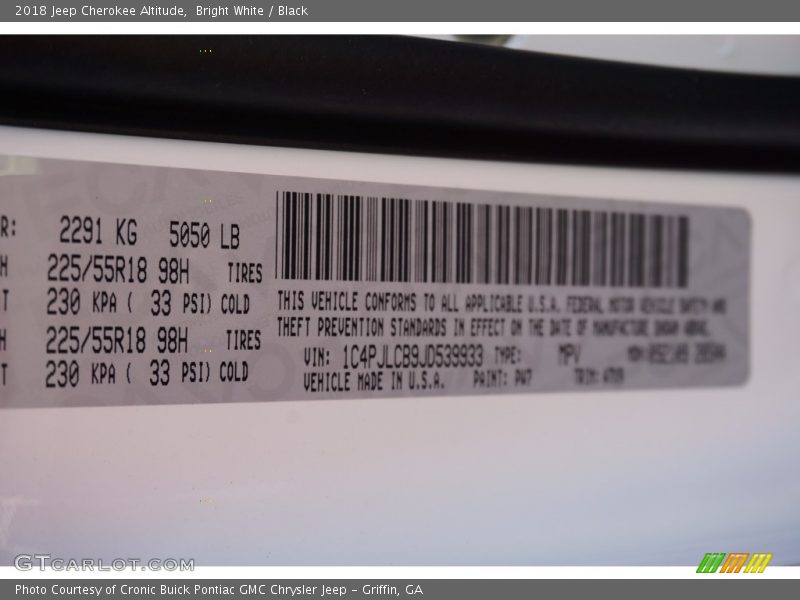 2018 Jeep Cherokee Altitude, Bright White / Black
R: 2291 KG 5050 LB
H 225/55R18 98H TIRES
T 230 KPA ( 33 PSI) COLD
H 225/55R18 98H TIRES
T 230 KPA ( 33 PSI) COLD
THIS VEHICLE CONFORMS TO ALL APPLICABLE U.S.A. FEDERAL MOTOR VEHICLE SAFETY AND
THEFT PREVENTION STANDARDS IN EFFECT ON THE DATE OF MANUFACTURE SHOWN ABOVE.
VIN: 1C4PJLCB9JD539933 TYPE: MPV
VEHICLE MADE IN U.S.A. PAINT: PW7 TRIM:
GTCARLOT.COM
Photo Courtesy of Cronic Buick Pontiac GMC Chrysler Jeep - Griffin, GA